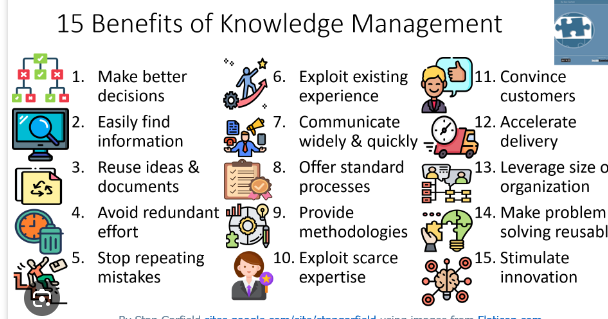 15 Benefits of Knowledge Management
1. Make better
decisions
2. Easily find
information
3. Reuse ideas &
documents
4. Avoid redundant
effort
5. Stop repeating
mistakes
6. Exploit existing
experience
7. Communicate
widely & quickly
8. Offer standard
processes
9. Provide
methodologies
10. Exploit scarce
expertise
11. Convince
customers
12. Accelerate
delivery
13. Leverage size o
organization
14. Make problem
solving reusabl
15. Stimulate
innovation
By Stan Garfield sites.google.com/site/stangarfield using images from Flaticon.com